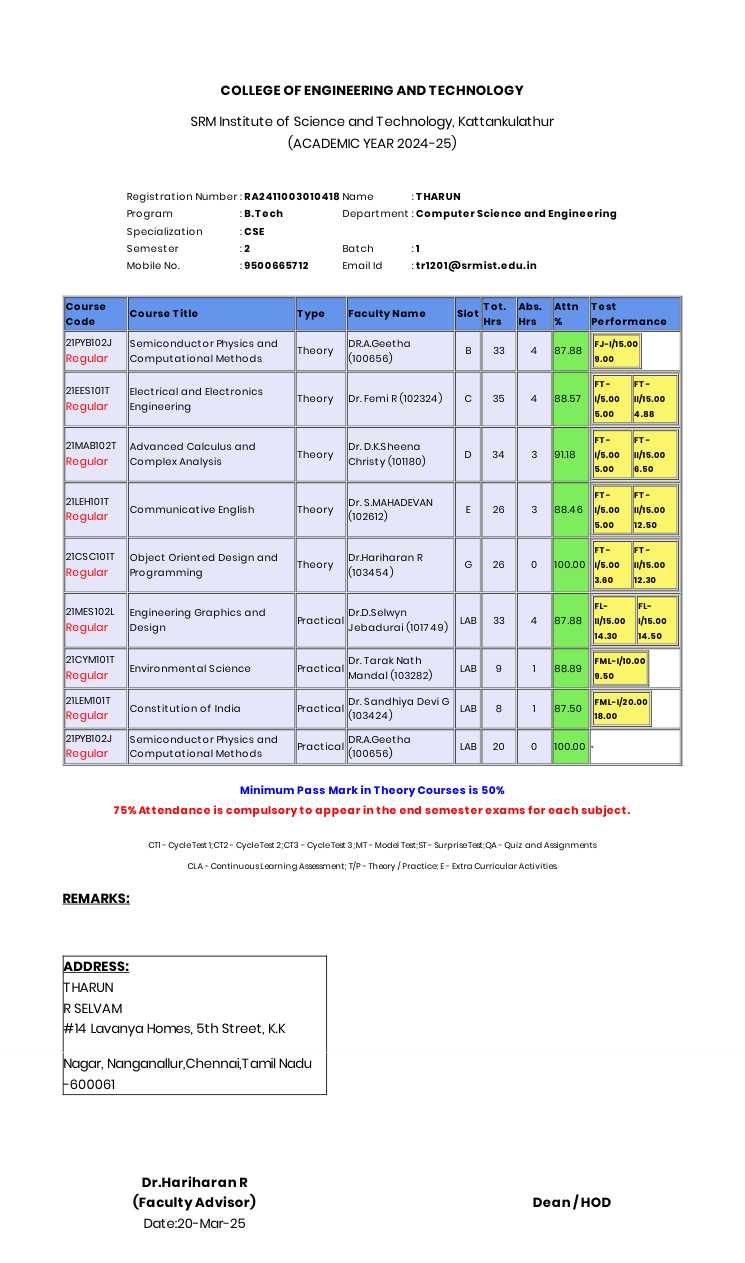 COLLEGE OF ENGINEERING AND TECHNOLOGY
SRM Institute of Science and Technology, Kattankulathur
(ACADEMIC YEAR 2024-25)
Registration Number : RA2411003010418 Name : THARUN
Program : B.Tech Department : Computer Science and Engineering
Specialization : CSE
Semester : 2 Batch : 1
Mobile No. : 9500665712 Email Id : tr1201@srmist.edu.in
Course Code Course Title Type Faculty Name Slot Tot. Hrs Abs. Hrs Attn % Test Performance
21PYB102J Regular Semiconductor Physics and Computational Methods Theory DR.A.Geetha (100656) B 33 4 87.88 FJ-I/15.00 9.00
21EES101T Regular Electrical and Electronics Engineering Theory Dr. Femi R (102324) C 35 4 88.57 FT-I/5.00 5.00 FT-II/15.00 4.88
21MAB102T Regular Advanced Calculus and Complex Analysis Theory Dr. D.K.Sheena Christy (101180) D 34 3 91.18 FT-I/5.00 5.00 FT-II/15.00 6.50
21LEH101T Regular Communicative English Theory Dr. S.MAHADEVAN (102612) E 26 3 88.46 FT-I/5.00 5.00 FT-II/15.00 12.50
21CSC101T Regular Object Oriented Design and Programming Theory Dr.Hariharan R (103454) G 26 0 100.00 FT-I/5.00 3.60 FT-II/15.00 12.30
21MES102L Regular Engineering Graphics and Design Practical Dr.D.Selwyn Jebadurai (101749) LAB 33 4 87.88 FL-II/15.00 14.30 FL-I/15.00 14.50
21CYM101T Regular Environmental Science Practical Dr. Tarak Nath Mandal (103282) LAB 9 1 88.89 FML-I/10.00 9.50
21LEM101T Regular Constitution of India Practical Dr. Sandhiya Devi G (103424) LAB 8 1 87.50 FML-I/20.00 18.00
21PYB102J Regular Semiconductor Physics and Computational Methods Practical DR.A.Geetha (100656) LAB 20 0 100.00 -
Minimum Pass Mark in Theory Courses is 50%
75% Attendance is compulsory to appear in the end semester exams for each subject.
CT1 - Cycle Test 1;CT2 - Cycle Test 2;CT3 - Cycle Test 3;MT - Model Test;ST - Surprise Test;QA - Quiz and Assignments
CLA - Continuous Learning Assessment; T/P - Theory / Practice; E - Extra Curricular Activities.
REMARKS:
ADDRESS:
THARUN
R SELVAM
#14 Lavanya Homes, 5th Street, K.K
Nagar, Nanganallur,Chennai,Tamil Nadu
-600061
Dr.Hariharan R
(Faculty Advisor) Dean / HOD
Date:20-Mar-25